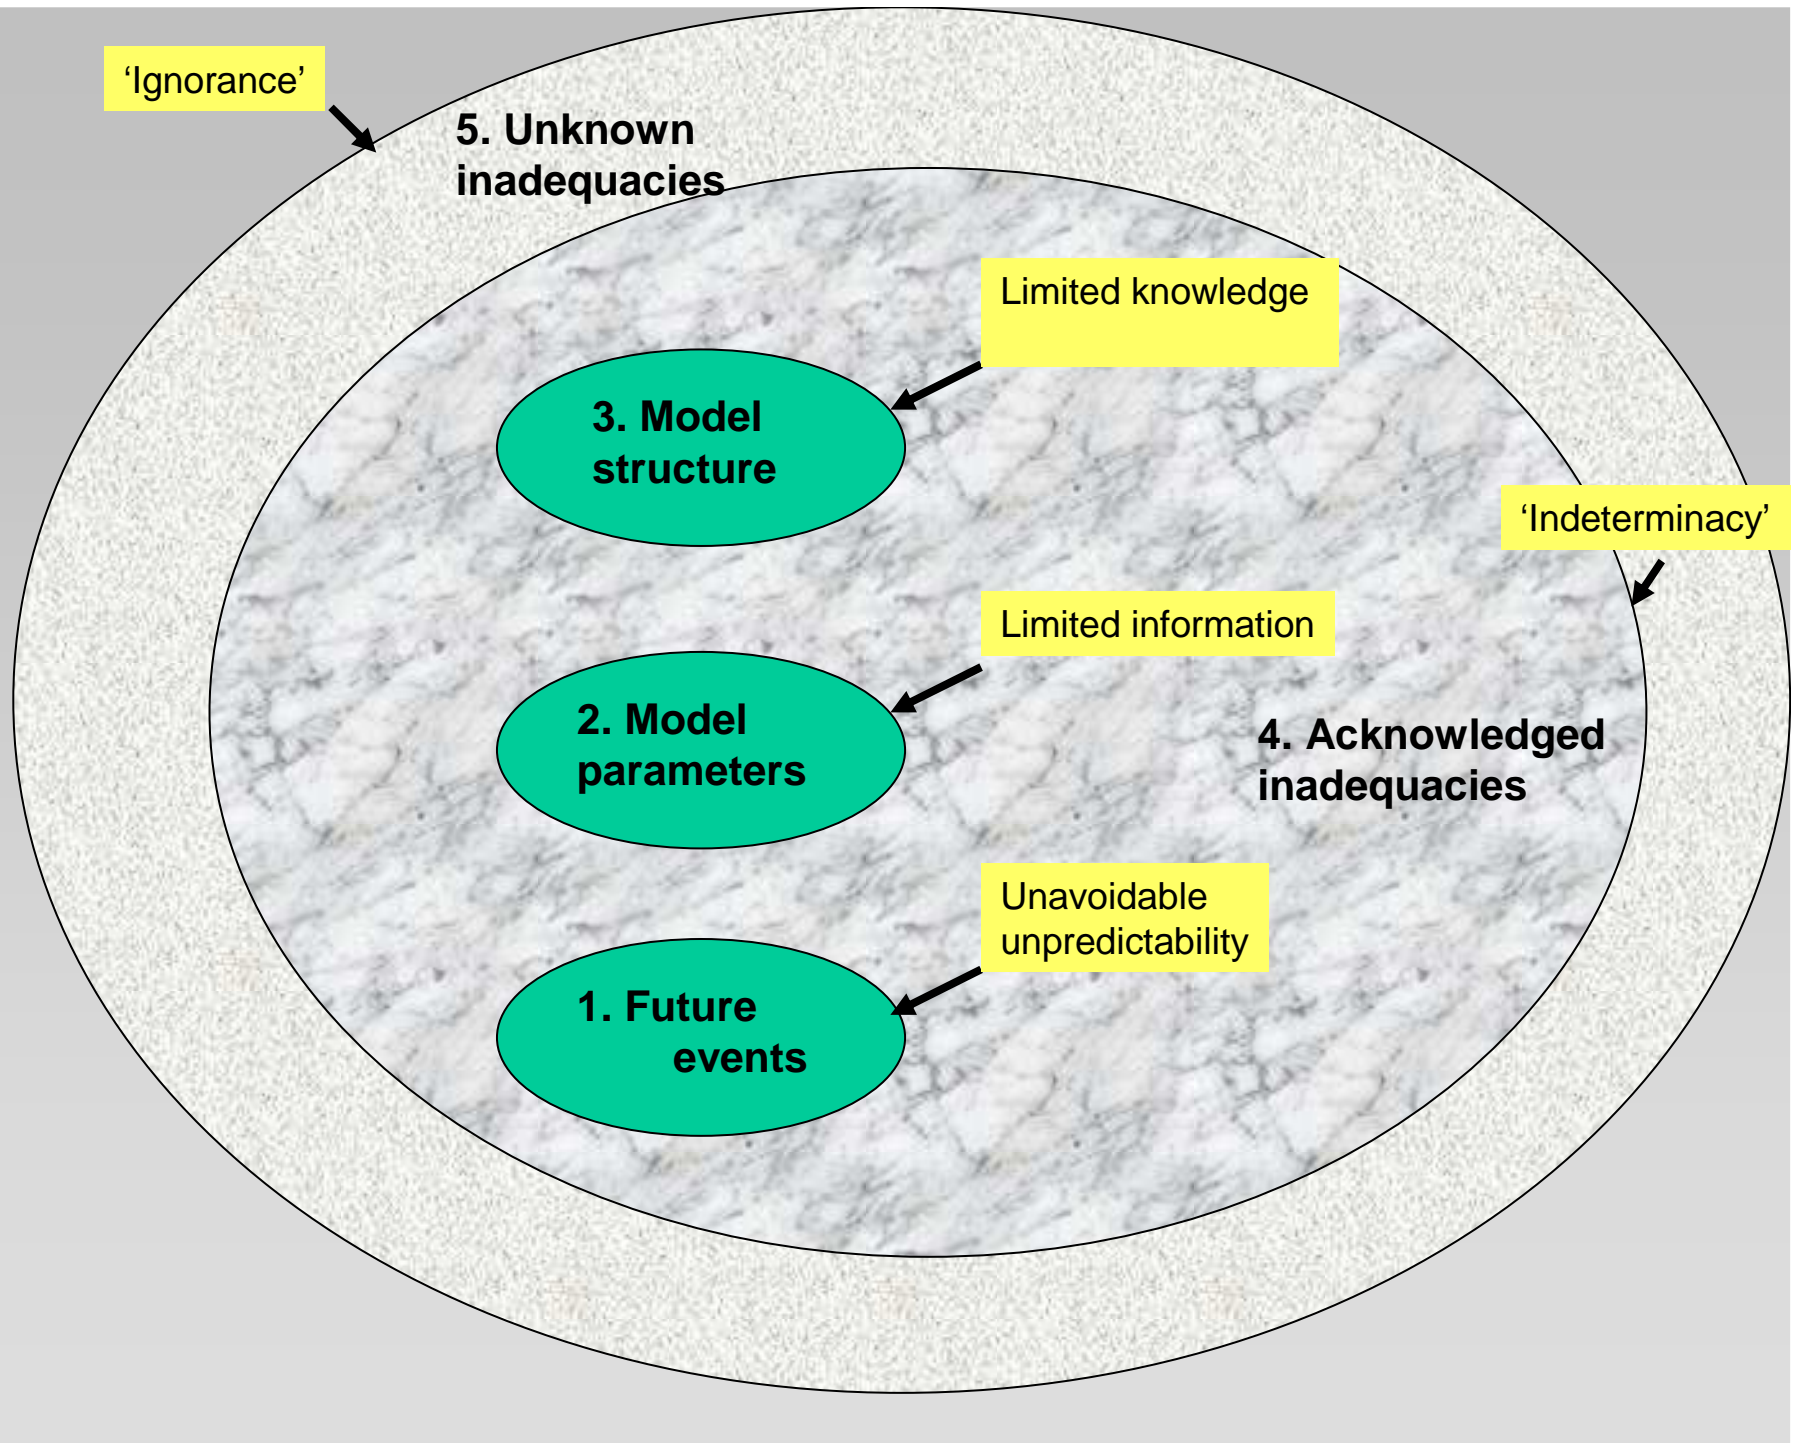 ‘Ignorance’
5. Unknown
inadequacies
Limited knowledge
3. Model
structure
‘Indeterminacy’
Limited information
2. Model
parameters
4. Acknowledged
inadequacies
Unavoidable
unpredictability
1. Future
events